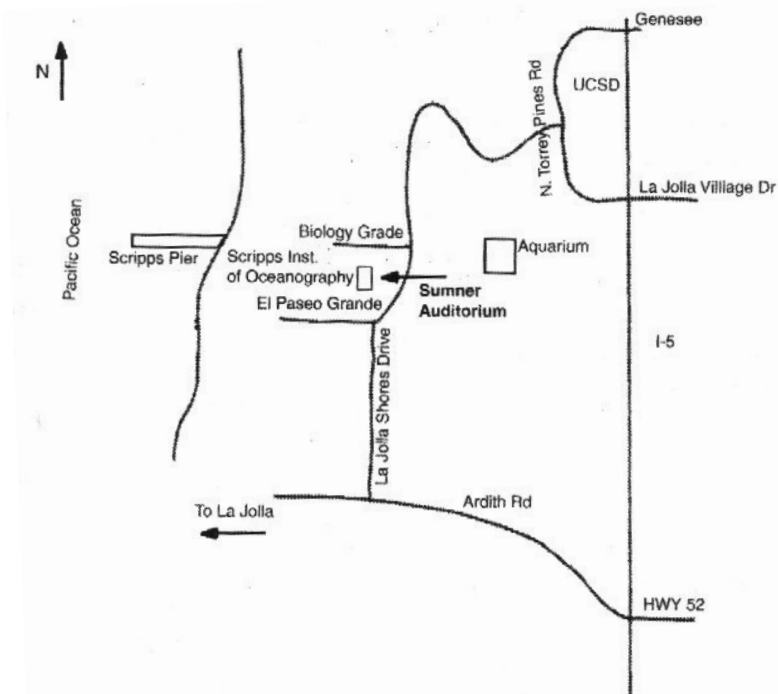 Genesee
N
UCSD
N. Torrey Pines Rd
La Jolla Villiage Dr
Pacific Ocean
Biology Grade
Aquarium
Scripps Pier
Scripps Inst.
of Oceanography
Sumner
Auditorium
El Paseo Grande
I-5
La Jolla Shores Drive
Ardith Rd
To La Jolla
HWY 52